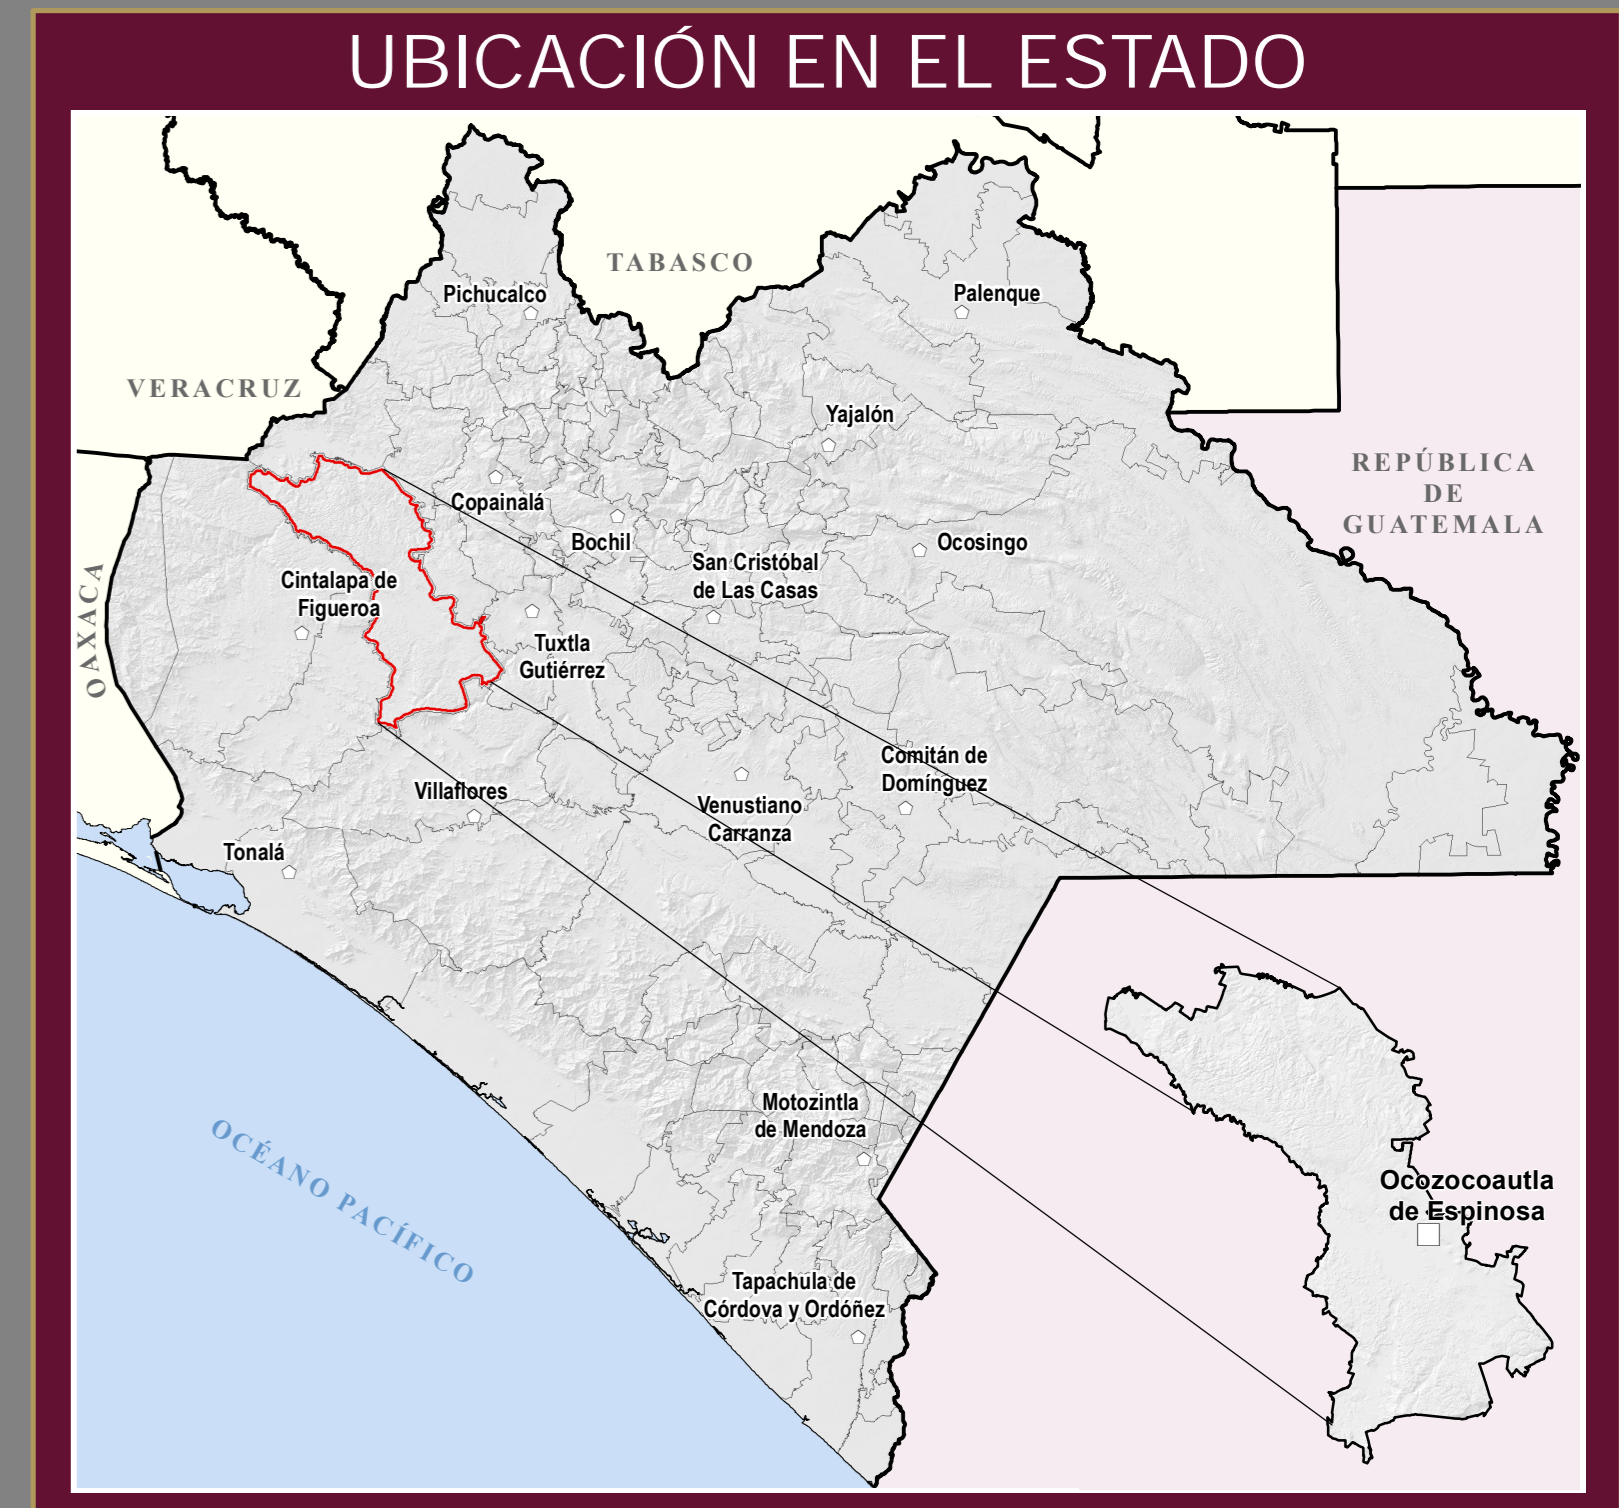 UBICACIÓN EN EL ESTADO
TABASCO
Pichucalco
Palenque
VERACRUZ
Yajalón
REPÚBLICA
DE
GUATEMALA
Copainalá
Bochil
Ocosingo
San Cristóbal
de Las Casas
OAXACA
Cintalapa de
Figueroa
Tuxtla
Gutiérrez
Comitán de
Domínguez
Villaflores
Venustiano
Carranza
Tonalá
Motozintla
de Mendoza
OCÉANO PACÍFICO
Ocozocoautla
de Espinosa
Tapachula de
Córdova y Ordóñez